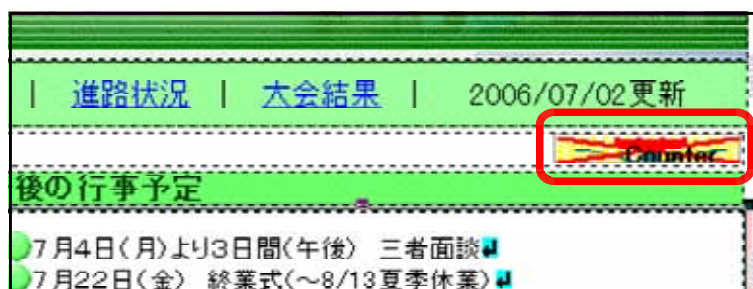 | 進路状況 | 大会結果 | 2006/07/02更新
Counter
後の行事予定
7月4日(月)より3日間(午後) 三者面談
7月22日(金) 終業式(～8/13夏季休業)